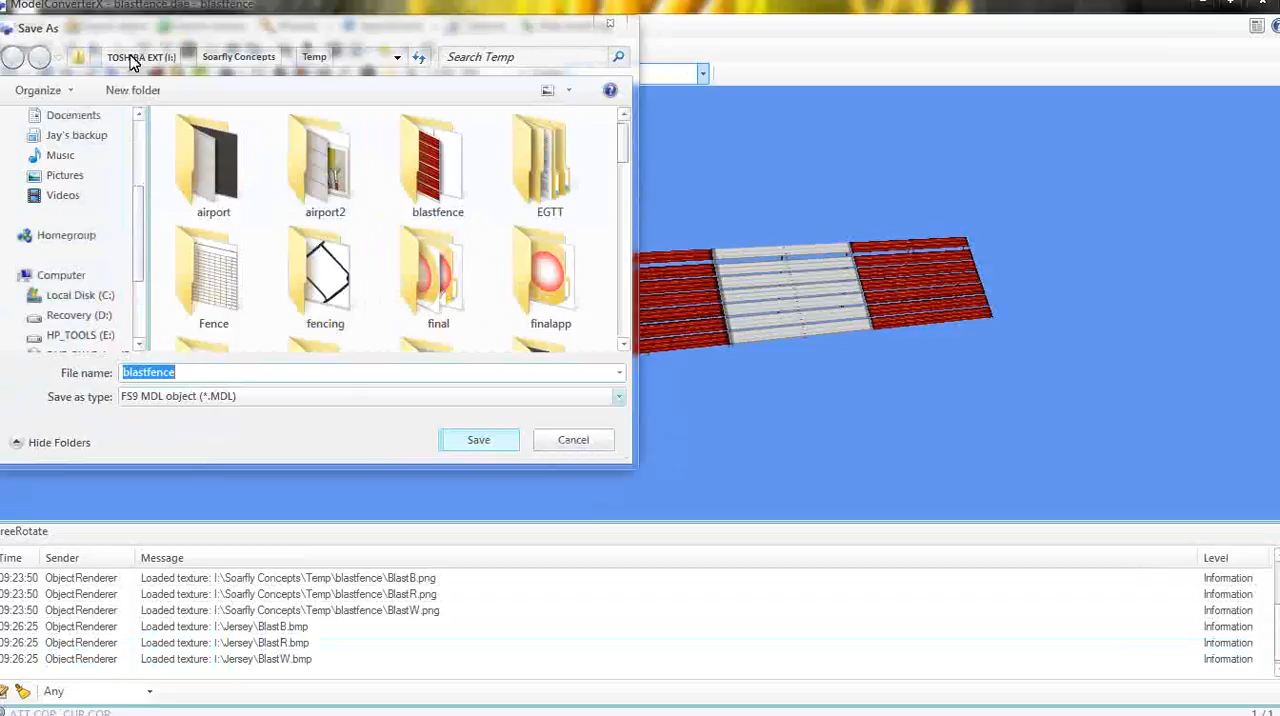 ModelConverterX - blastfence.dae - blastfence
Save As
TOSHIBA EXT (I:) Soarfly Concepts Temp Search Temp
Organize New folder
Documents
Jay's backup
Music
Pictures
Videos
Homegroup
Computer
Local Disk (C:)
Recovery (D:)
HP_TOOLS (E:)
airport airport2 blastfence EGTT
Fence fencing final finalapp
File name: blastfence
Save as type: FS9 MDL object (*.MDL)
Hide Folders Save Cancel
reeRotate
Time Sender Message Level
09:23:50 ObjectRenderer Loaded texture: I:\Soarfly Concepts\Temp\blastfence\BlastB.png Information
09:23:50 ObjectRenderer Loaded texture: I:\Soarfly Concepts\Temp\blastfence\BlastR.png Information
09:23:50 ObjectRenderer Loaded texture: I:\Soarfly Concepts\Temp\blastfence\BlastW.png Information
09:26:25 ObjectRenderer Loaded texture: I:\Jersey\BlastB.bmp Information
09:26:25 ObjectRenderer Loaded texture: I:\Jersey\BlastR.bmp Information
09:26:25 ObjectRenderer Loaded texture: I:\Jersey\BlastW.bmp Information
Any
1 / 1